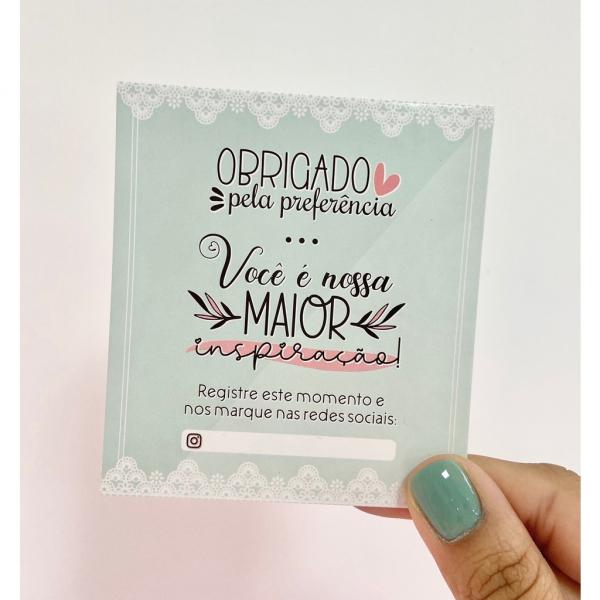 OBRIGADO
pela preferência
...
Você é nossa
MAIOR
inspiração!
Registre este momento e
nos marque nas redes sociais: